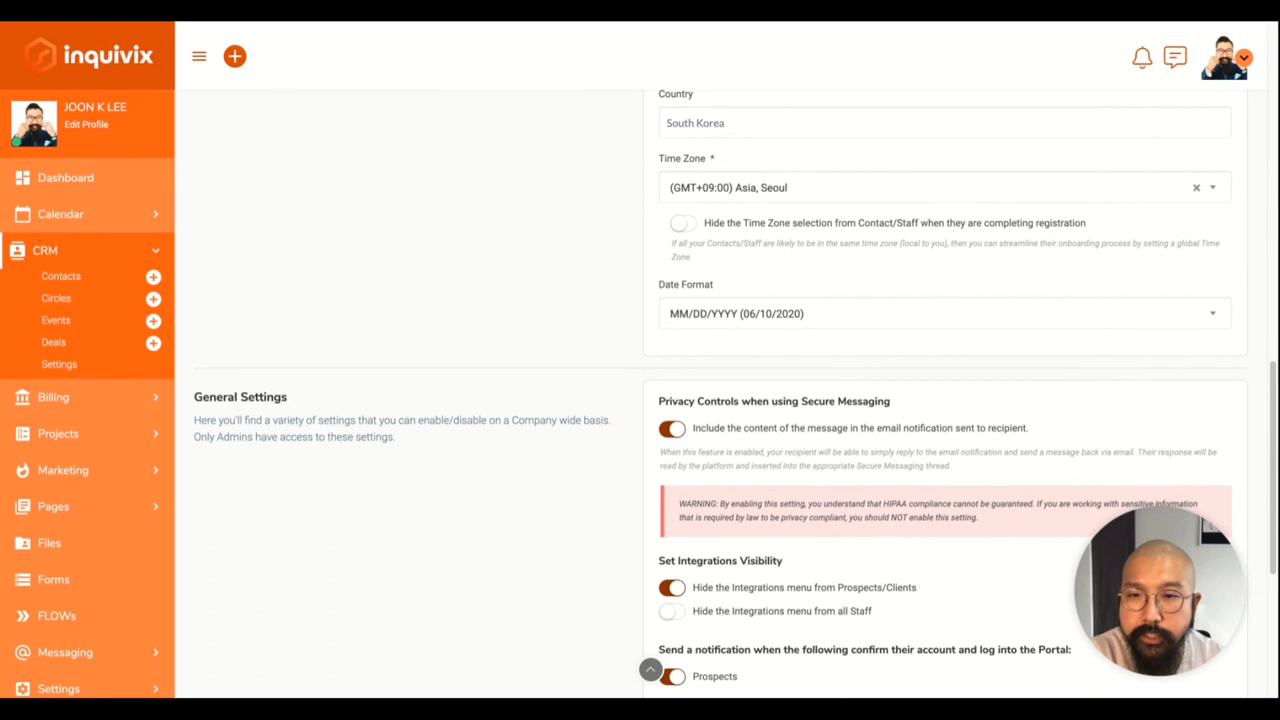 inquivix
JOON K LEE
Edit Profile
Dashboard
Calendar
CRM
Contacts
Circles
Events
Deals
Settings
Billing
Projects
Marketing
Pages
Files
Forms
FLOWs
Messaging
Settings
Country
South Korea
Time Zone *
(GMT+09:00) Asia, Seoul
Hide the Time Zone selection from Contact/Staff when they are completing registration
If all your Contacts/Staff are likely to be in the same time zone (local to you), then you can streamline their onboarding process by setting a global Time
Zone.
Date Format
MM/DD/YYYY (06/10/2020)
General Settings
Here you'll find a variety of settings that you can enable/disable on a Company wide basis.
Only Admins have access to these settings.
Privacy Controls when using Secure Messaging
Include the content of the message in the email notification sent to recipient.
When this feature is enabled, your recipient will be able to simply reply to the email notification and send a message back via email. Their response will be
read by the platform and inserted into the appropriate Secure Messaging thread.
WARNING: By enabling this setting, you understand that HIPAA compliance cannot be guaranteed. If you are working with sensitive information
that is required by law to be privacy compliant, you should NOT enable this setting.
Set Integrations Visibility
Hide the Integrations menu from Prospects/Clients
Hide the Integrations menu from all Staff
Send a notification when the following confirm their account and log into the Portal:
Prospects